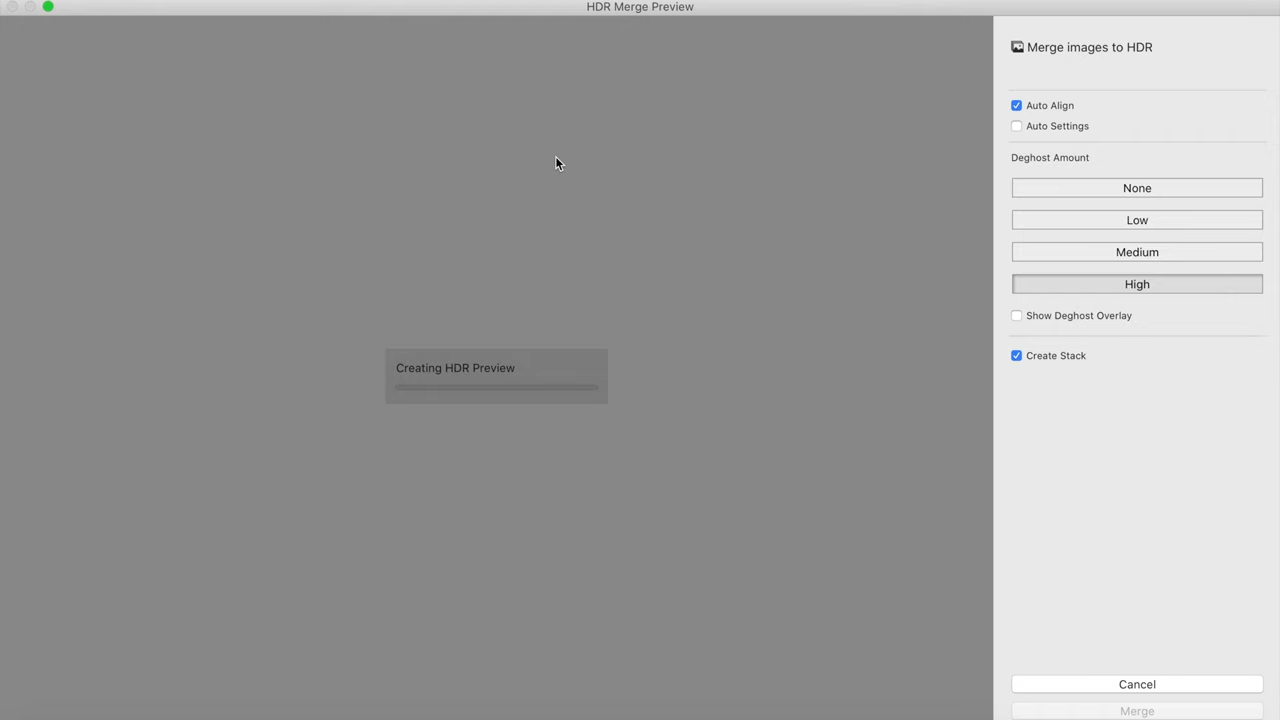 HDR Merge Preview
Merge images to HDR
Auto Align
Auto Settings
Deghost Amount
None
Low
Medium
High
Show Deghost Overlay
Create Stack
Creating HDR Preview
Cancel
Merge